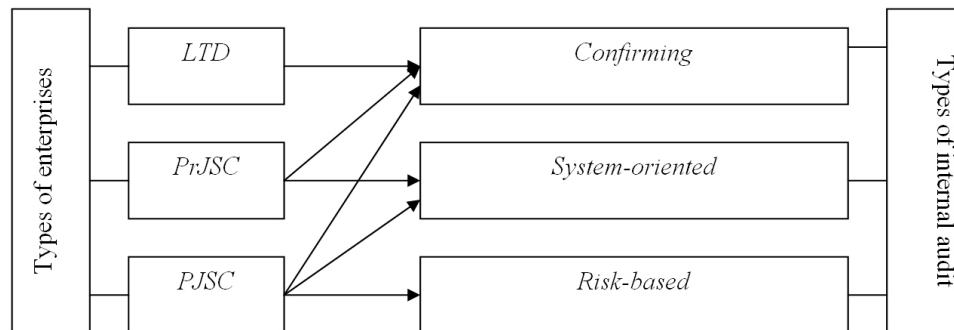 Types of enterprises
LTD
PrJSC
PJSC
Confirming
System-oriented
Risk-based
Types of internal
audit